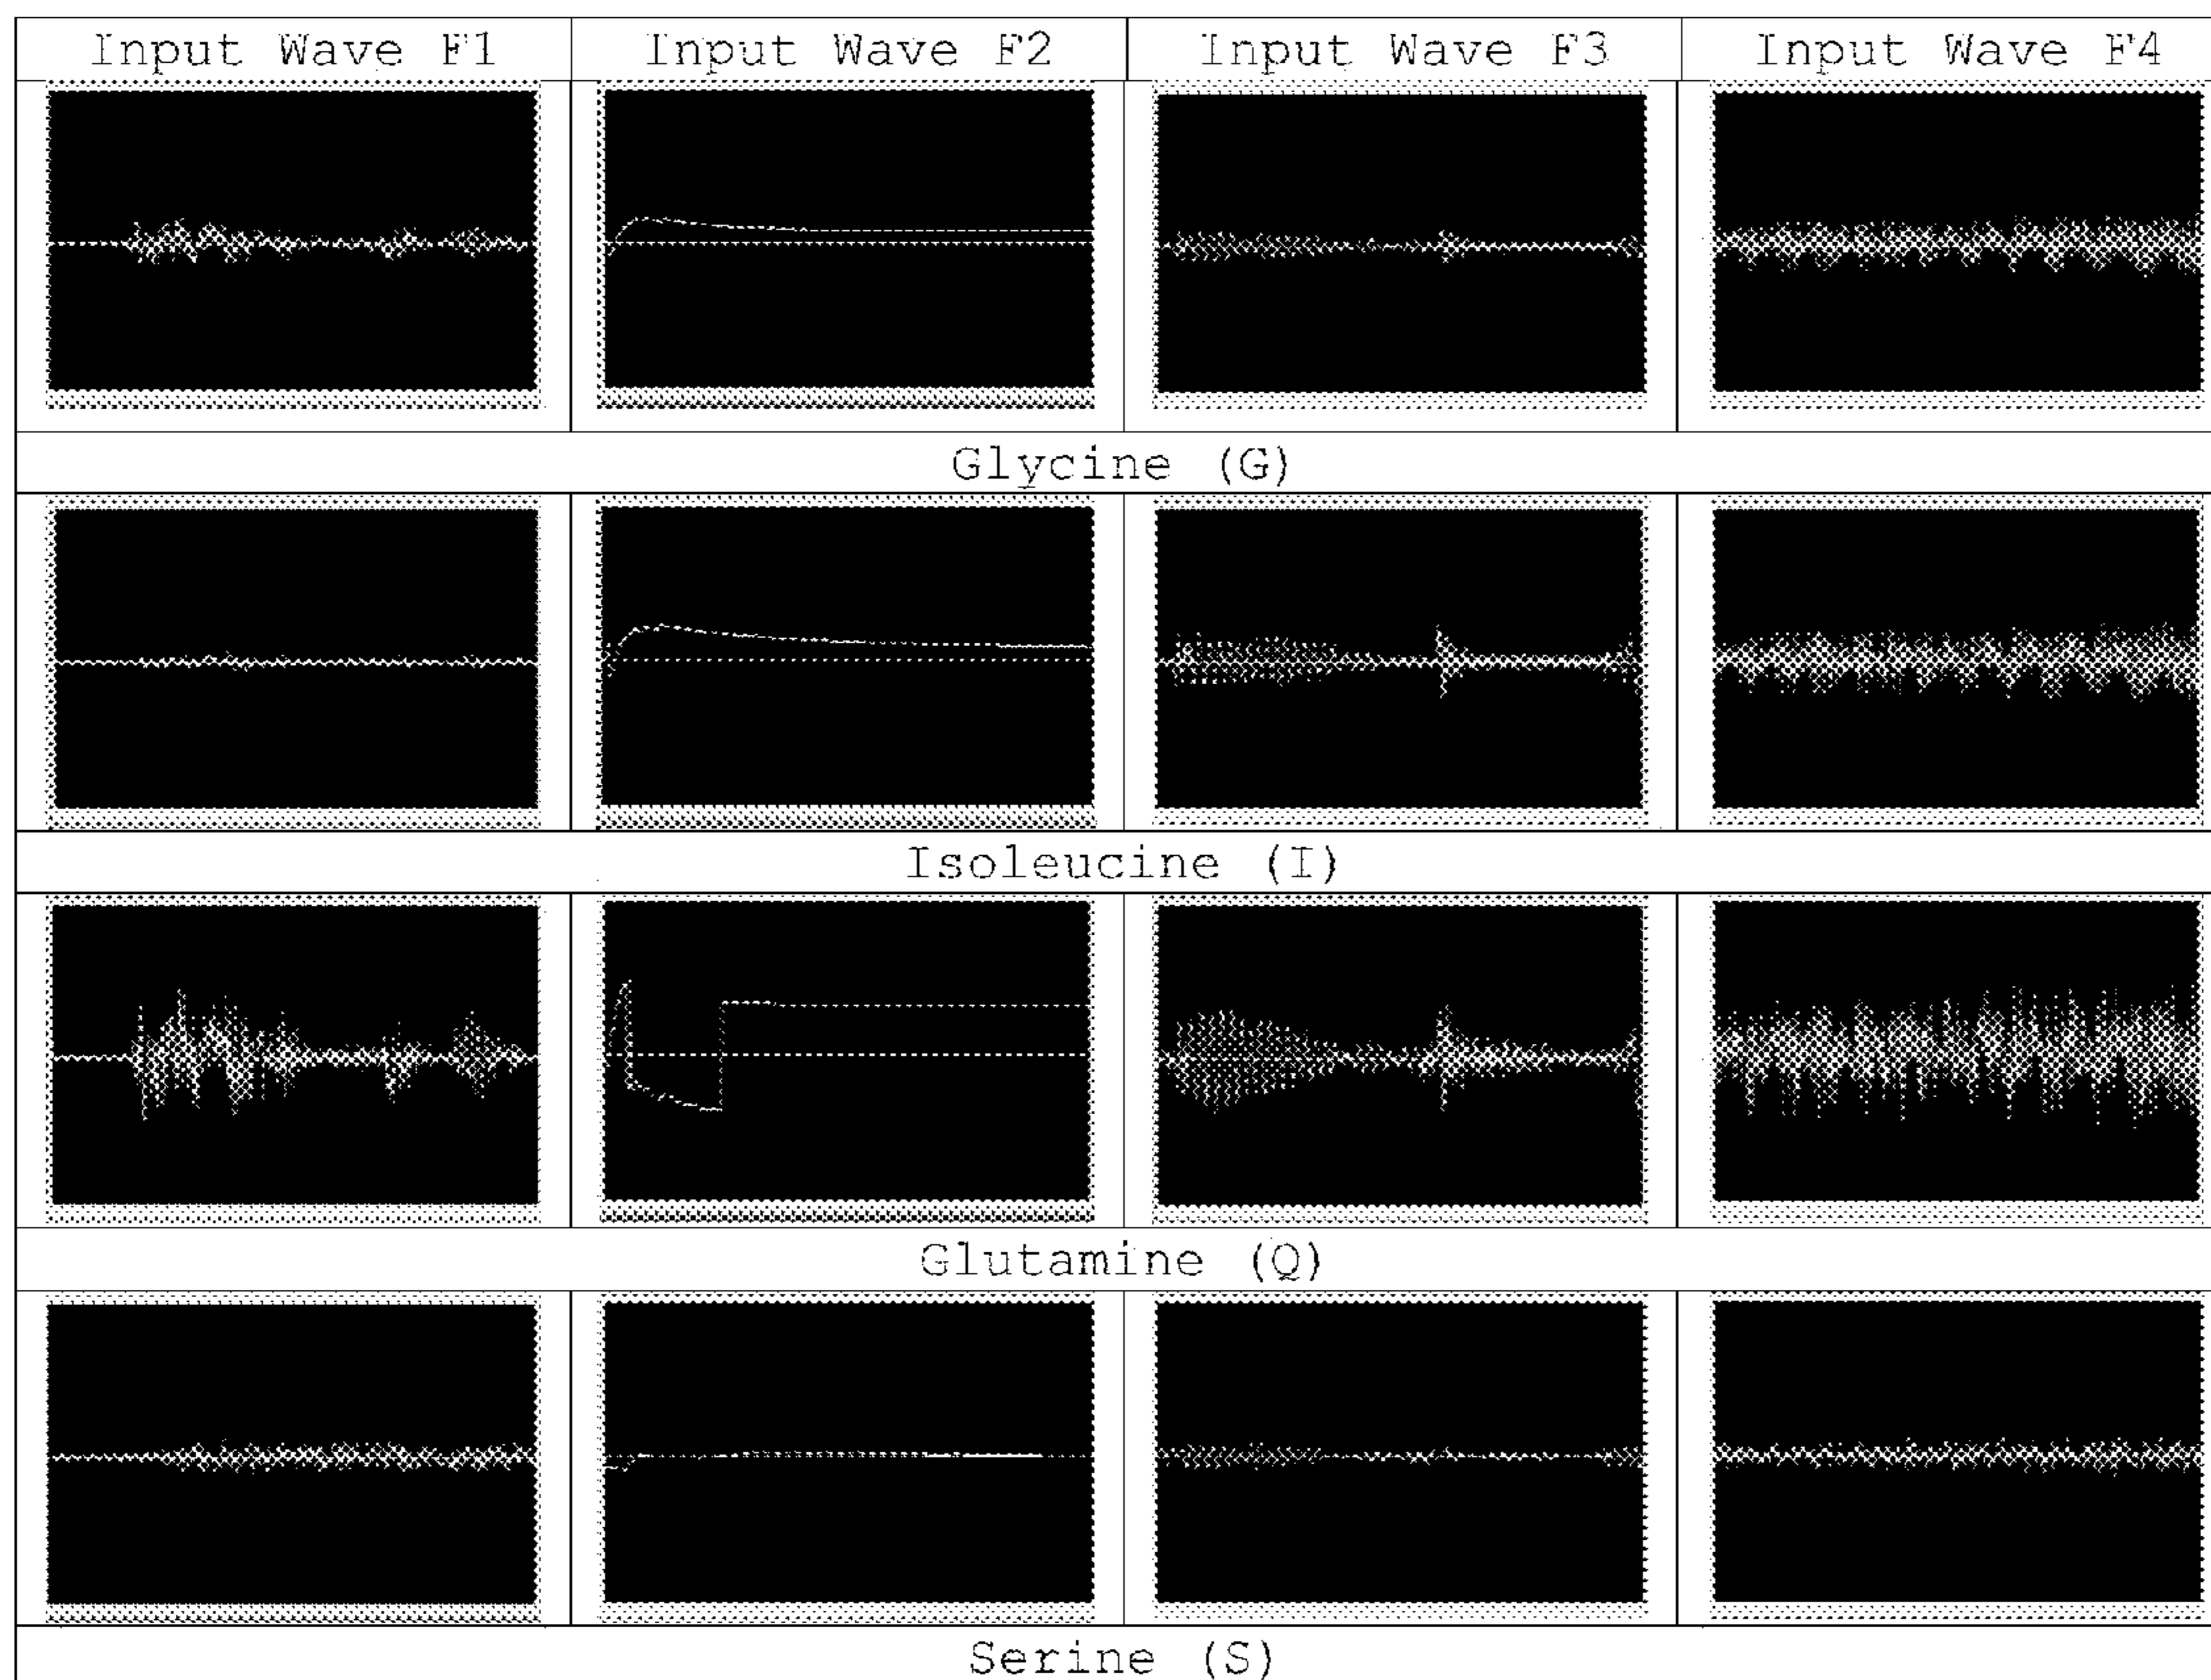 Input Wave F1 Input Wave F2 Input Wave F3 Input Wave F4
Glycine (G)
Isoleucine (I)
Glutamine (Q)
Serine (S)